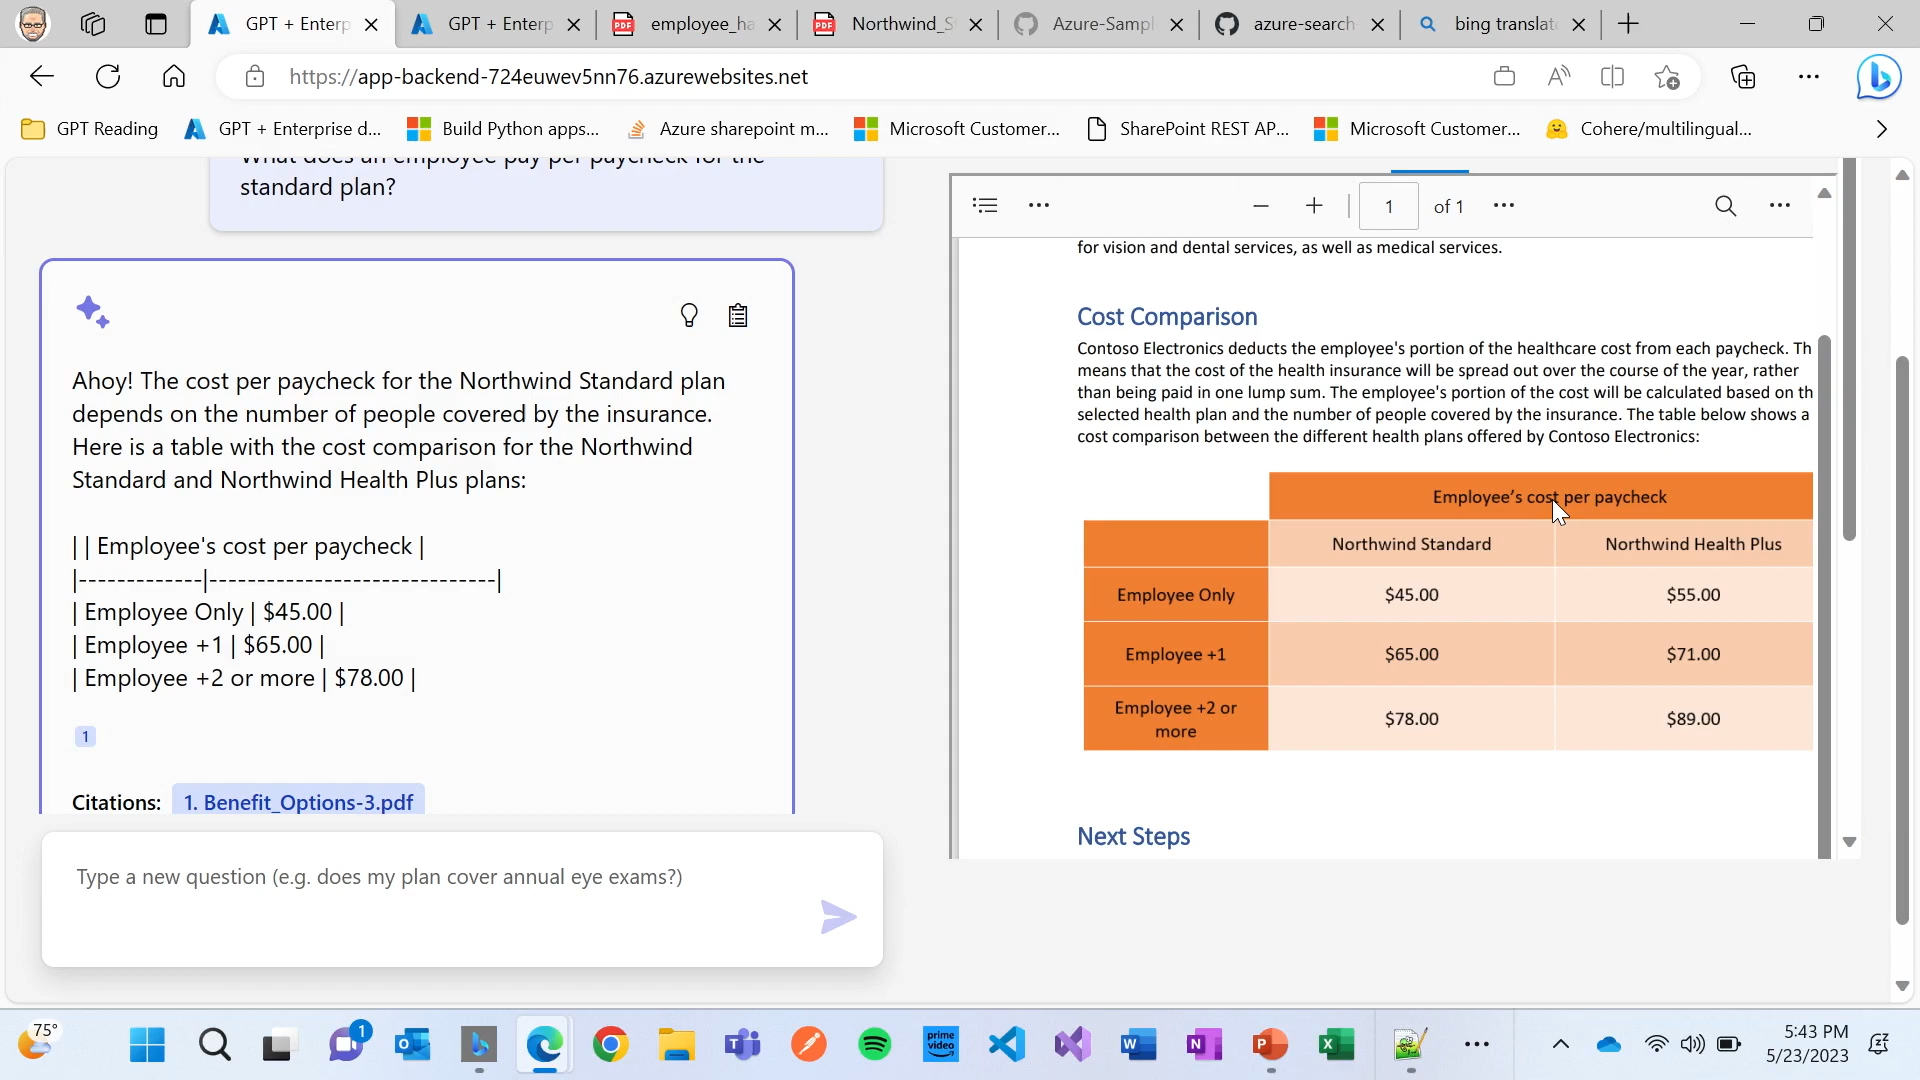 GPT + Enterp
GPT + Enterp
employee_ha
Northwind_S
Azure-Sampl
azure-search
bing translat
https://app-backend-724euwev5nn76.azurewebsites.net
GPT Reading
GPT + Enterprise d...
Build Python apps...
Azure sharepoint m...
Microsoft Customer...
SharePoint REST AP...
Microsoft Customer...
Cohere/multilingual...
What does an employee pay per paycheck for the
standard plan?
Ahoy! The cost per paycheck for the Northwind Standard plan
depends on the number of people covered by the insurance.
Here is a table with the cost comparison for the Northwind
Standard and Northwind Health Plus plans:
| | Employee's cost per paycheck |
|-------------|-----------------------------|
| Employee Only | $45.00 |
| Employee +1 | $65.00 |
| Employee +2 or more | $78.00 |
1
Citations: 1. Benefit_Options-3.pdf
Type a new question (e.g. does my plan cover annual eye exams?)
1 of 1
for vision and dental services, as well as medical services.
Cost Comparison
Contoso Electronics deducts the employee's portion of the healthcare cost from each paycheck. Th
means that the cost of the health insurance will be spread out over the course of the year, rather
than being paid in one lump sum. The employee's portion of the cost will be calculated based on th
selected health plan and the number of people covered by the insurance. The table below shows a
cost comparison between the different health plans offered by Contoso Electronics:
Employee's cost per paycheck
Northwind Standard Northwind Health Plus
Employee Only $45.00 $55.00
Employee +1 $65.00 $71.00
Employee +2 or
more $78.00 $89.00
Next Steps
75°
1
prime
video
5:43 PM
5/23/2023